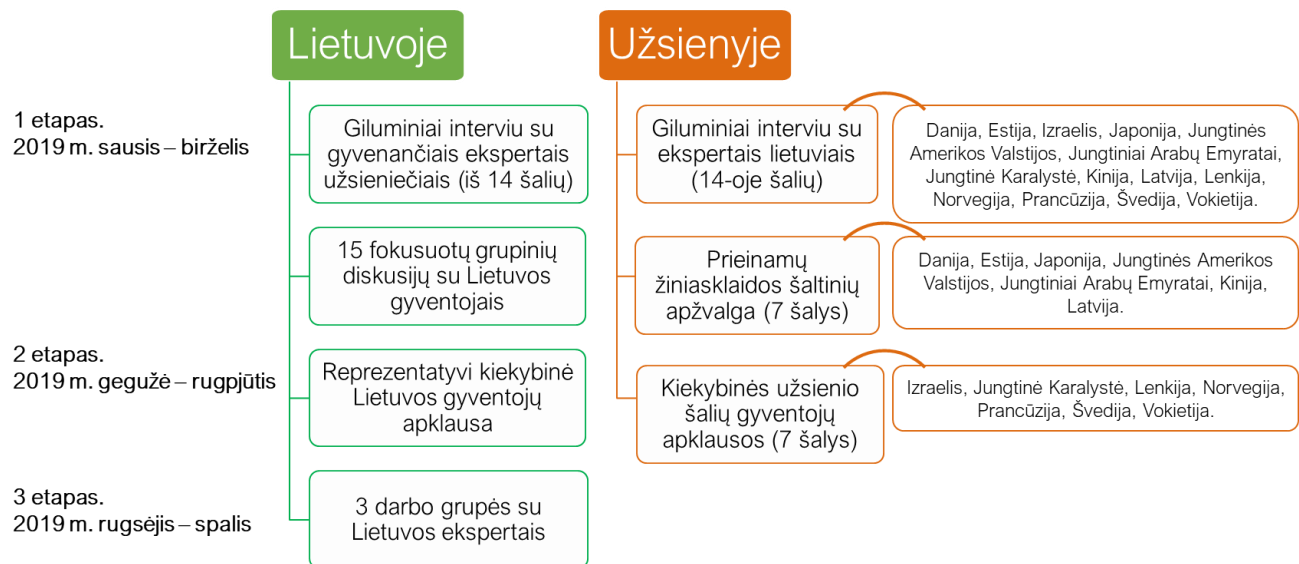 Lietuvoje
Užsienyje
1 etapas.
2019 m. sausis – birželis
Giluminiai interviu su
gyvenančiais ekspertais
užsieniečiais (iš 14 šalių)
Giluminiai interviu su
ekspertais lietuviais
(14-oje šalių)
Danija, Estija, Izraelis, Japonija, Jungtinės
Amerikos Valstijos, Jungtiniai Arabų Emyratai,
Jungtinė Karalystė, Kinija, Latvija, Lenkija,
Norvegija, Prancūzija, Švedija, Vokietija.
15 fokusuotų grupinių
diskusijų su Lietuvos
gyventojais
Prieinamų
žiniasklaidos šaltinių
apžvalga (7 šalys)
Danija, Estija, Japonija, Jungtinės Amerikos
Valstijos, Jungtiniai Arabų Emyratai, Kinija,
Latvija.
2 etapas.
2019 m. gegužė – rugpjūtis
Reprezentatyvi kiekybinė
Lietuvos gyventojų
apklausa
Kiekybinės užsienio
šalių gyventojų
apklausos (7 šalys)
Izraelis, Jungtinė Karalystė, Lenkija, Norvegija,
Prancūzija, Švedija, Vokietija.
3 etapas.
2019 m. rugsėjis – spalis
3 darbo grupės su
Lietuvos ekspertais